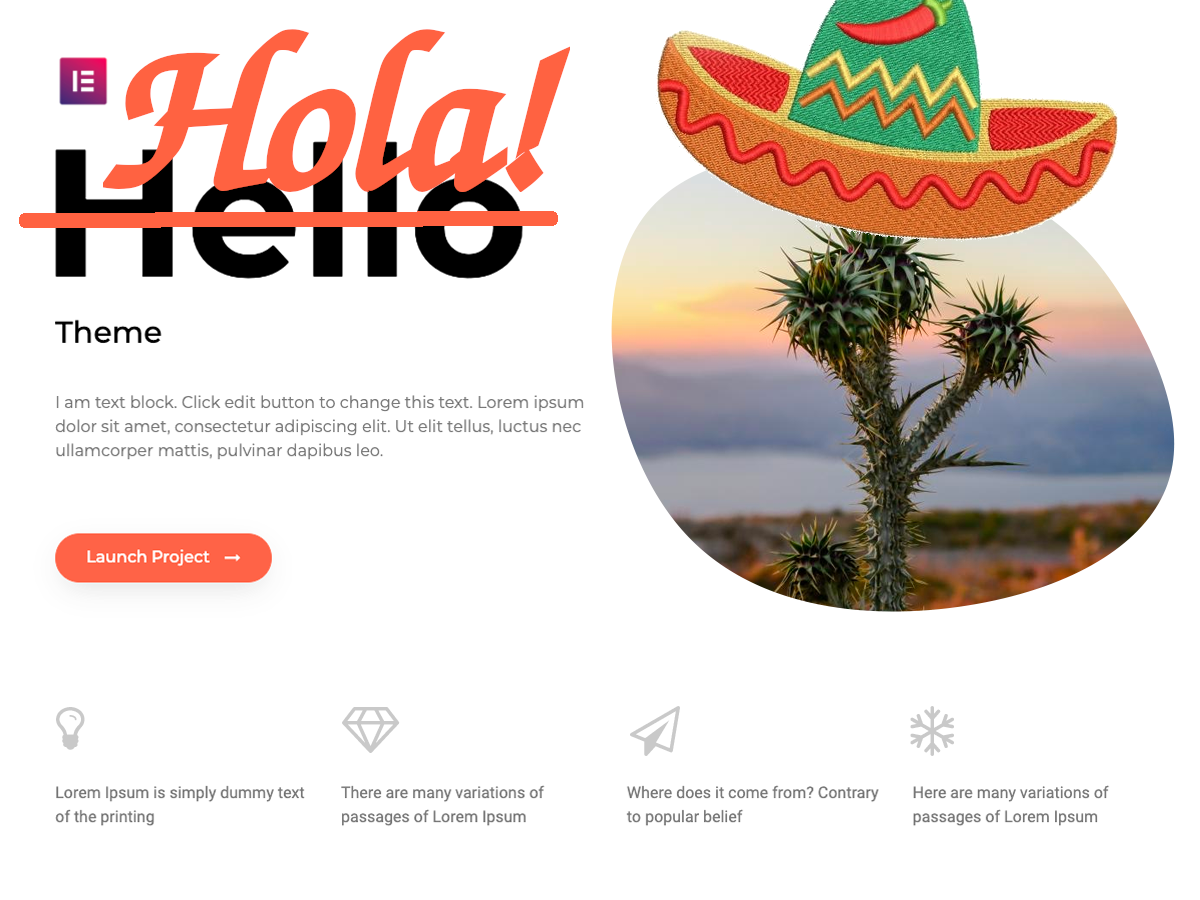 Hola!
Hello
Theme
I am text block. Click edit button to change this text. Lorem ipsum
dolor sit amet, consectetur adipiscing elit. Ut elit tellus, luctus nec
ullamcorper mattis, pulvinar dapibus leo.
Launch Project →
Lorem Ipsum is simply dummy text
of the printing
There are many variations of
passages of Lorem Ipsum
Where does it come from? Contrary
to popular belief
Here are many variations of
passages of Lorem Ipsum